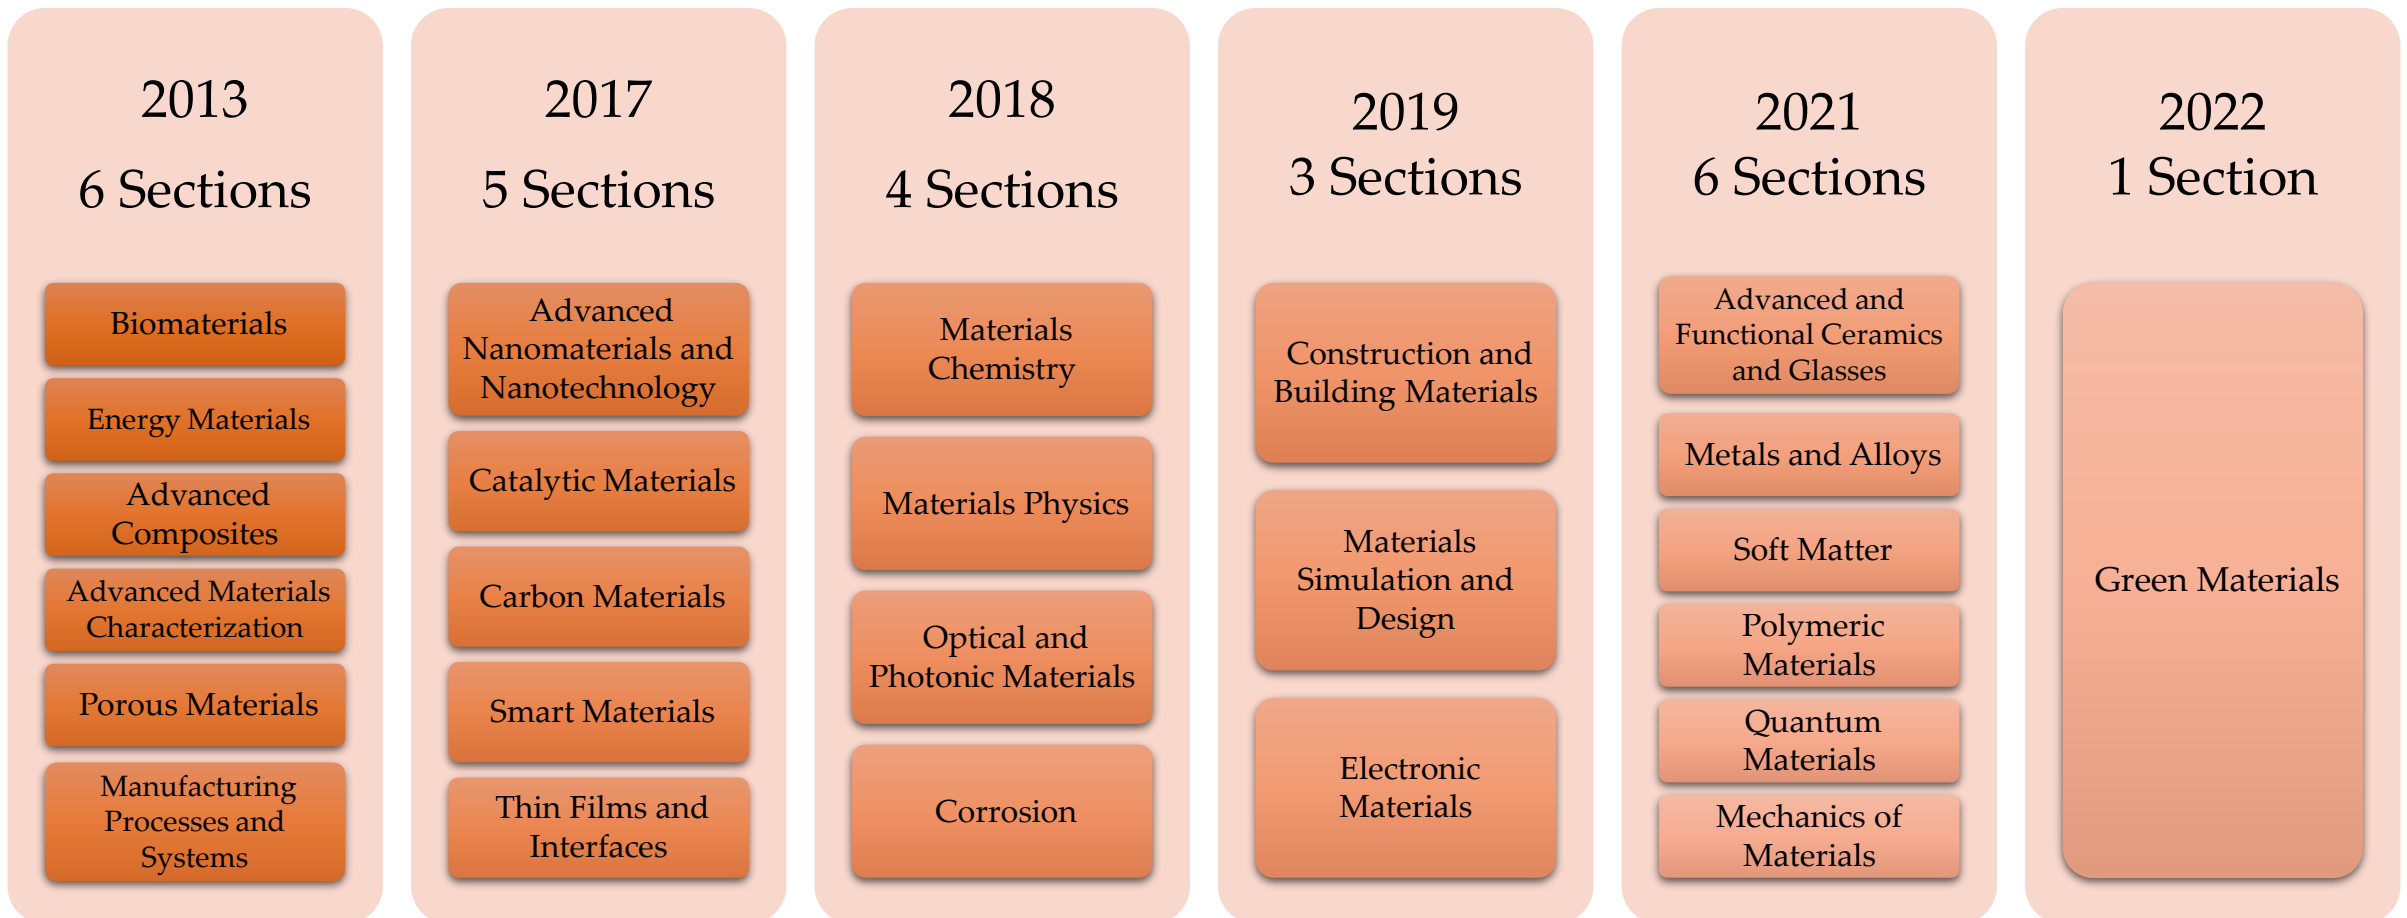 2013
6 Sections
Biomaterials
Energy Materials
Advanced
Composites
Advanced Materials
Characterization
Porous Materials
Manufacturing
Processes and
Systems
2017
5 Sections
Advanced
Nanomaterials and
Nanotechnology
Catalytic Materials
Carbon Materials
Smart Materials
Thin Films and
Interfaces
2018
4 Sections
Materials
Chemistry
Materials Physics
Optical and
Photonic Materials
Corrosion
2019
3 Sections
Construction and
Building Materials
Materials
Simulation and
Design
Electronic
Materials
2021
6 Sections
Advanced and
Functional Ceramics
and Glasses
Metals and Alloys
Soft Matter
Polymeric
Materials
Quantum
Materials
Mechanics of
Materials
2022
1 Section
Green Materials